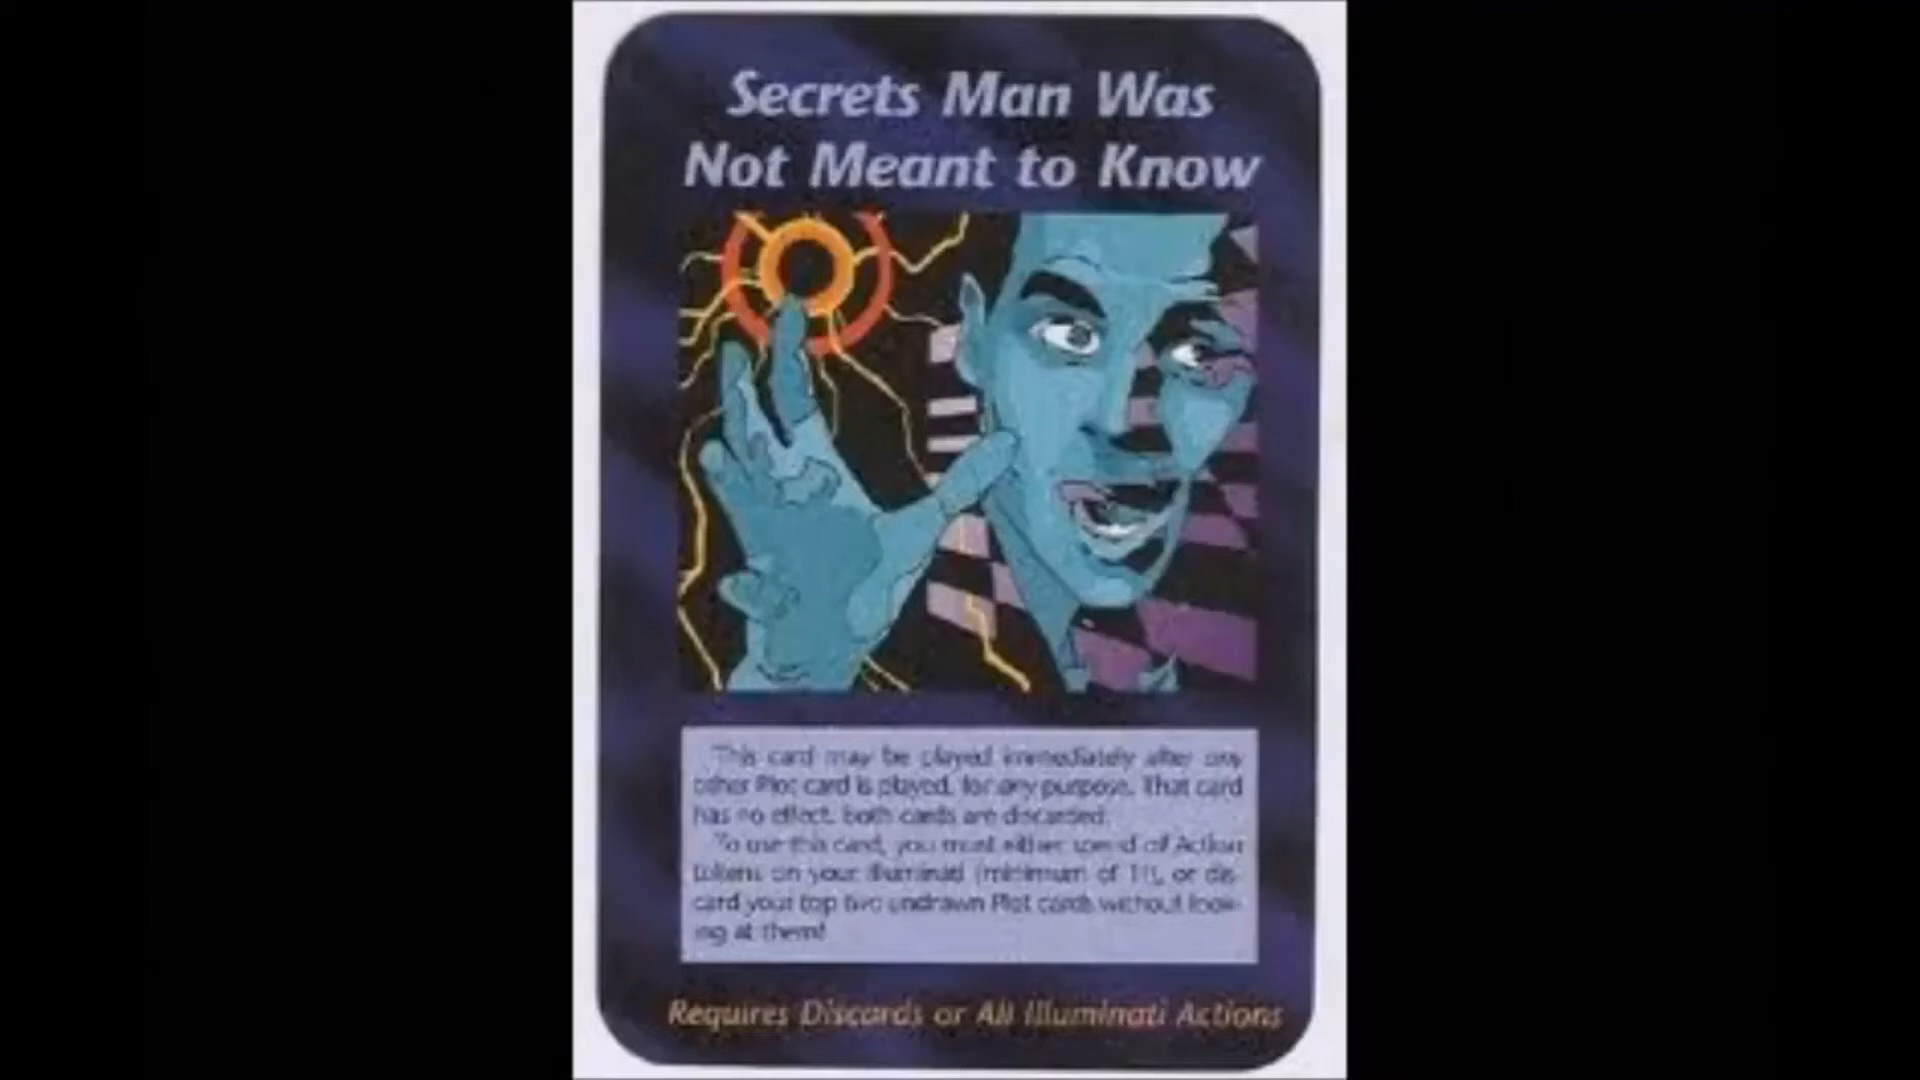 Secrets Man Was
Not Meant to Know
This card may be played immediately after any
other Plot card is played, for any purpose. That card
has no effect. both cards are discarded.
To use this card, you must either spend all Action
tokens on your Illuminati (minimum of 1!), or dis-
card your top two undrawn Plot cards without look-
ing at them!
Requires Discards or All Illuminati Actions